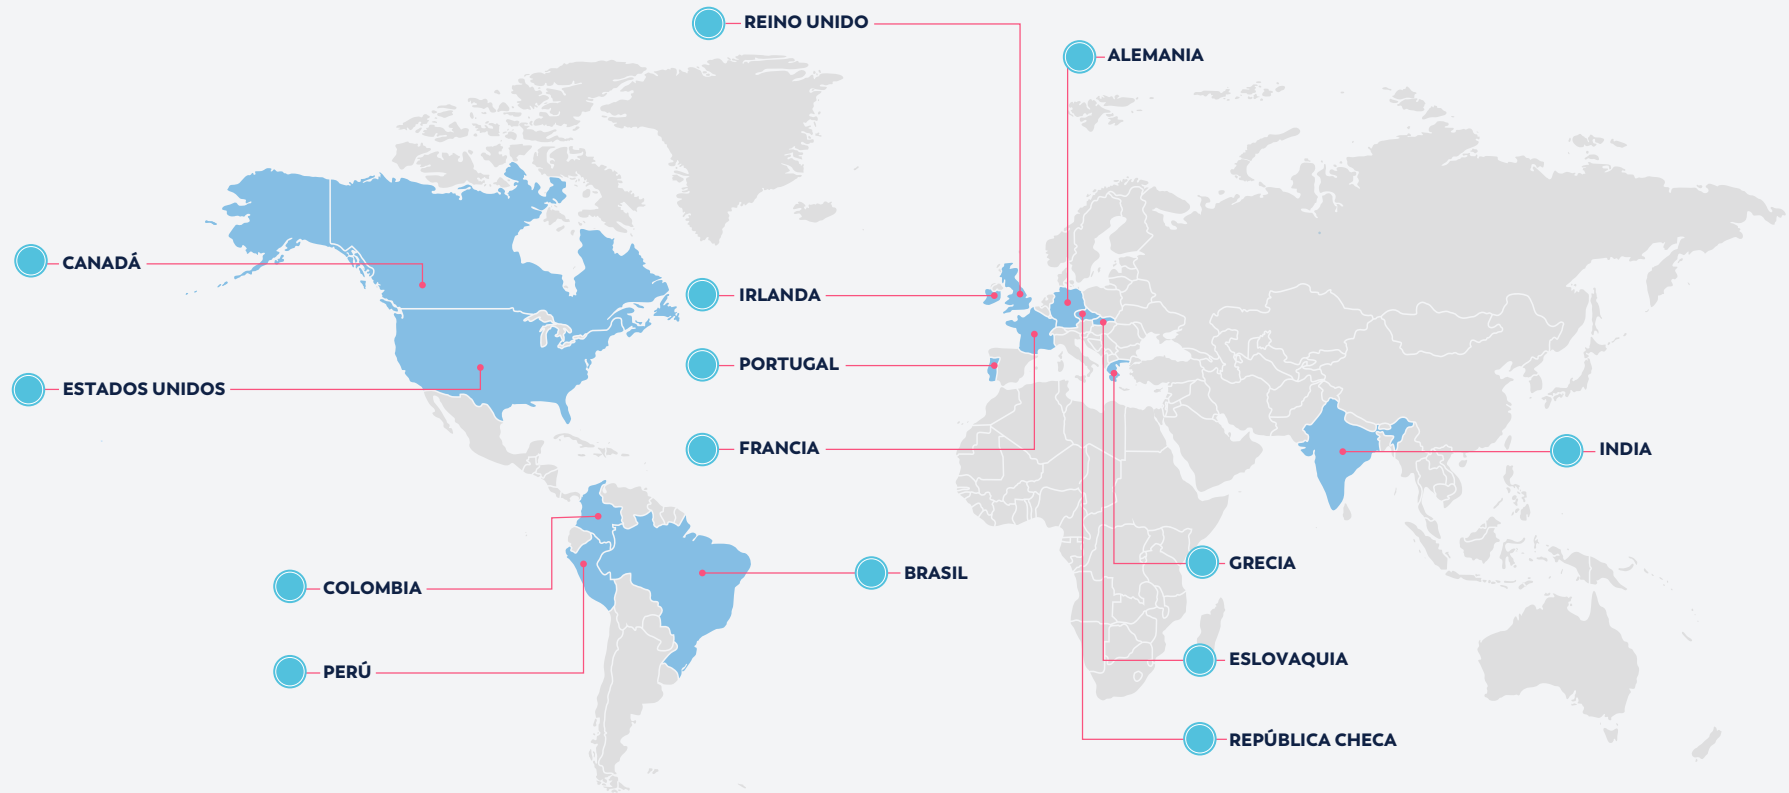 REINO UNIDO
ALEMANIA
CANADÁ
IRLANDA
PORTUGAL
ESTADOS UNIDOS
FRANCIA
INDIA
GRECIA
BRASIL
COLOMBIA
ESLOVAQUIA
PERÚ
REPÚBLICA CHECA